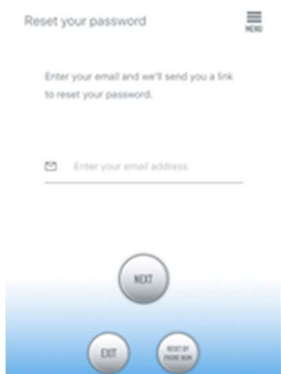 Reset your password
MENU
Enter your email and we'll send you a link
to reset your password.
Enter your email address
NEXT
EXIT
RESET BY
PHONE NUM